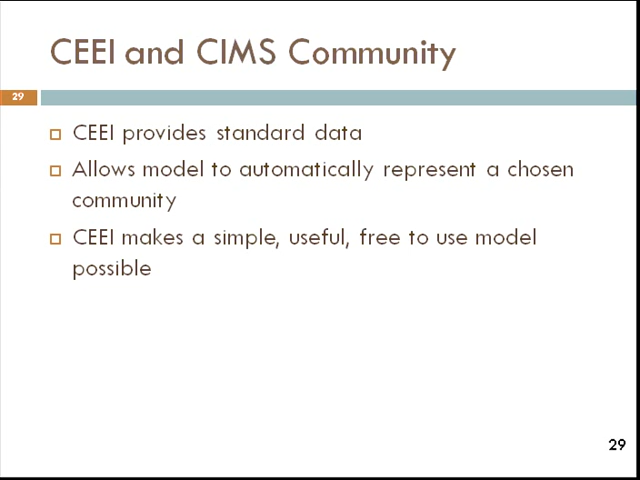 CEEI and CIMS Community
29
CEEI provides standard data
Allows model to automatically represent a chosen
community
CEEI makes a simple, useful, free to use model
possible
29